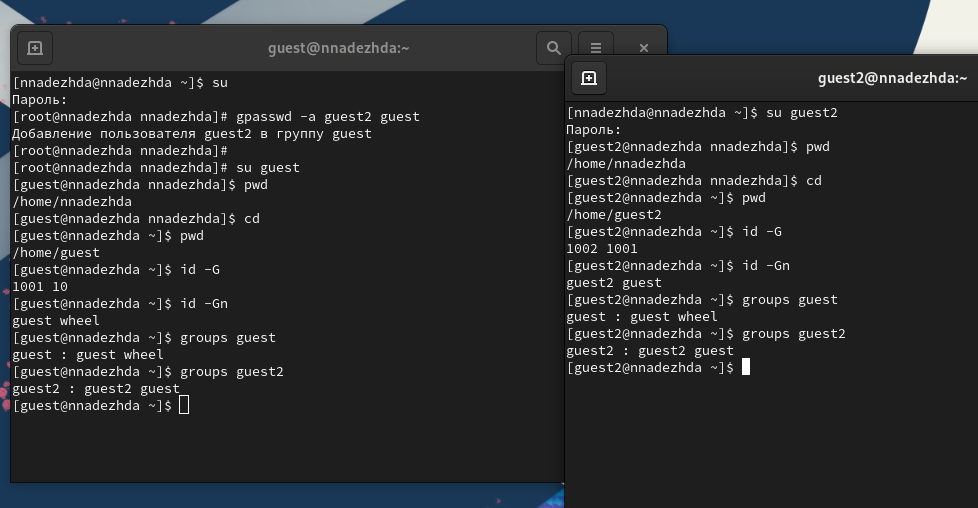 guest@nnadezhda:~
[nnadezhda@nnadezhda ~]$ su
Пароль:
[root@nnadezhda nnadezhda]# gpasswd -a guest2 guest
Добавление пользователя guest2 в группу guest
[root@nnadezhda nnadezhda]#
[root@nnadezhda nnadezhda]# su guest
[guest@nnadezhda nnadezhda]$ pwd
/home/nnadezhda
[guest@nnadezhda nnadezhda]$ cd
[guest@nnadezhda ~]$ pwd
/home/guest
[guest@nnadezhda ~]$ id -G
1001 10
[guest@nnadezhda ~]$ id -Gn
guest wheel
[guest@nnadezhda ~]$ groups guest
guest : guest wheel
[guest@nnadezhda ~]$ groups guest2
guest2 : guest2 guest
[guest@nnadezhda ~]$
guest2@nnadezhda:~
[nnadezhda@nnadezhda ~]$ su guest2
Пароль:
[guest2@nnadezhda nnadezhda]$ pwd
/home/nnadezhda
[guest2@nnadezhda nnadezhda]$ cd
[guest2@nnadezhda ~]$ pwd
/home/guest2
[guest2@nnadezhda ~]$ id -G
1002 1001
[guest2@nnadezhda ~]$ id -Gn
guest2 guest
[guest2@nnadezhda ~]$ groups guest
guest : guest wheel
[guest2@nnadezhda ~]$ groups guest2
guest2 : guest2 guest
[guest2@nnadezhda ~]$